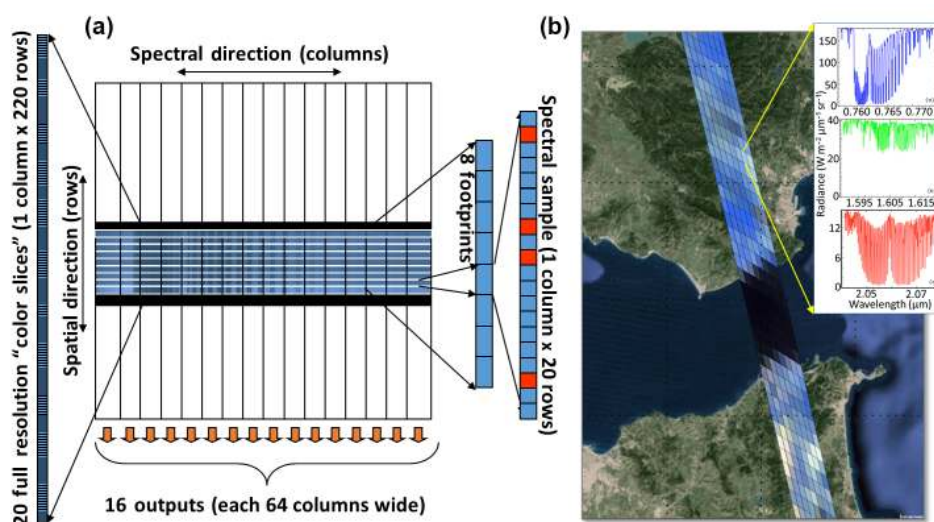 (a)
Spectral direction (columns)
20 full resolution “color slices” (1 column x 220 rows)
Spatial direction (rows)
8 footprints
Spectral sample (1 column x 20 rows)
16 outputs (each 64 columns wide)
(b)
Radiance (W m⁻² μm⁻¹ sr⁻¹)
150
100
50
0
0.760 0.765 0.770
40
20
0
1.595 1.605 1.615
12
8
4
0
2.05 2.07
Wavelength (μm)